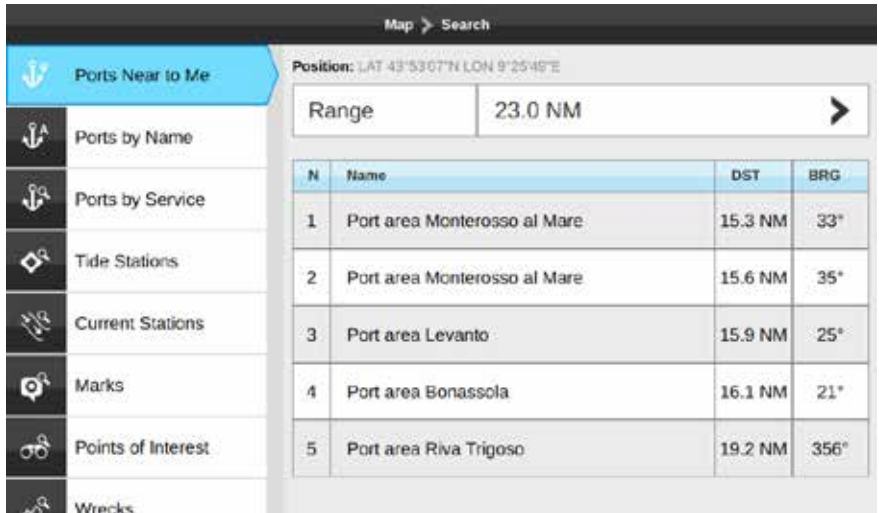 Map > Search
Ports Near to Me
Ports by Name
Ports by Service
Tide Stations
Current Stations
Marks
Points of Interest
Wrecks
Position: LAT 43°53'07"N LON 9°25'49"E
Range 23.0 NM
N Name DST BRG
1 Port area Monterosso al Mare 15.3 NM 33°
2 Port area Monterosso al Mare 15.6 NM 35°
3 Port area Levanto 15.9 NM 25°
4 Port area Bonassola 16.1 NM 21°
5 Port area Riva Trigoso 19.2 NM 356°